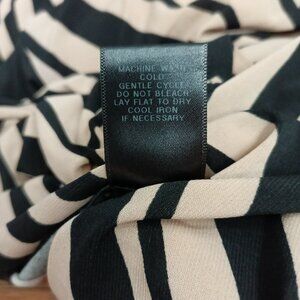 MACHINE WASH
COLD
GENTLE CYCLE
DO NOT BLEACH
LAY FLAT TO DRY
COOL IRON
IF NECESSARY